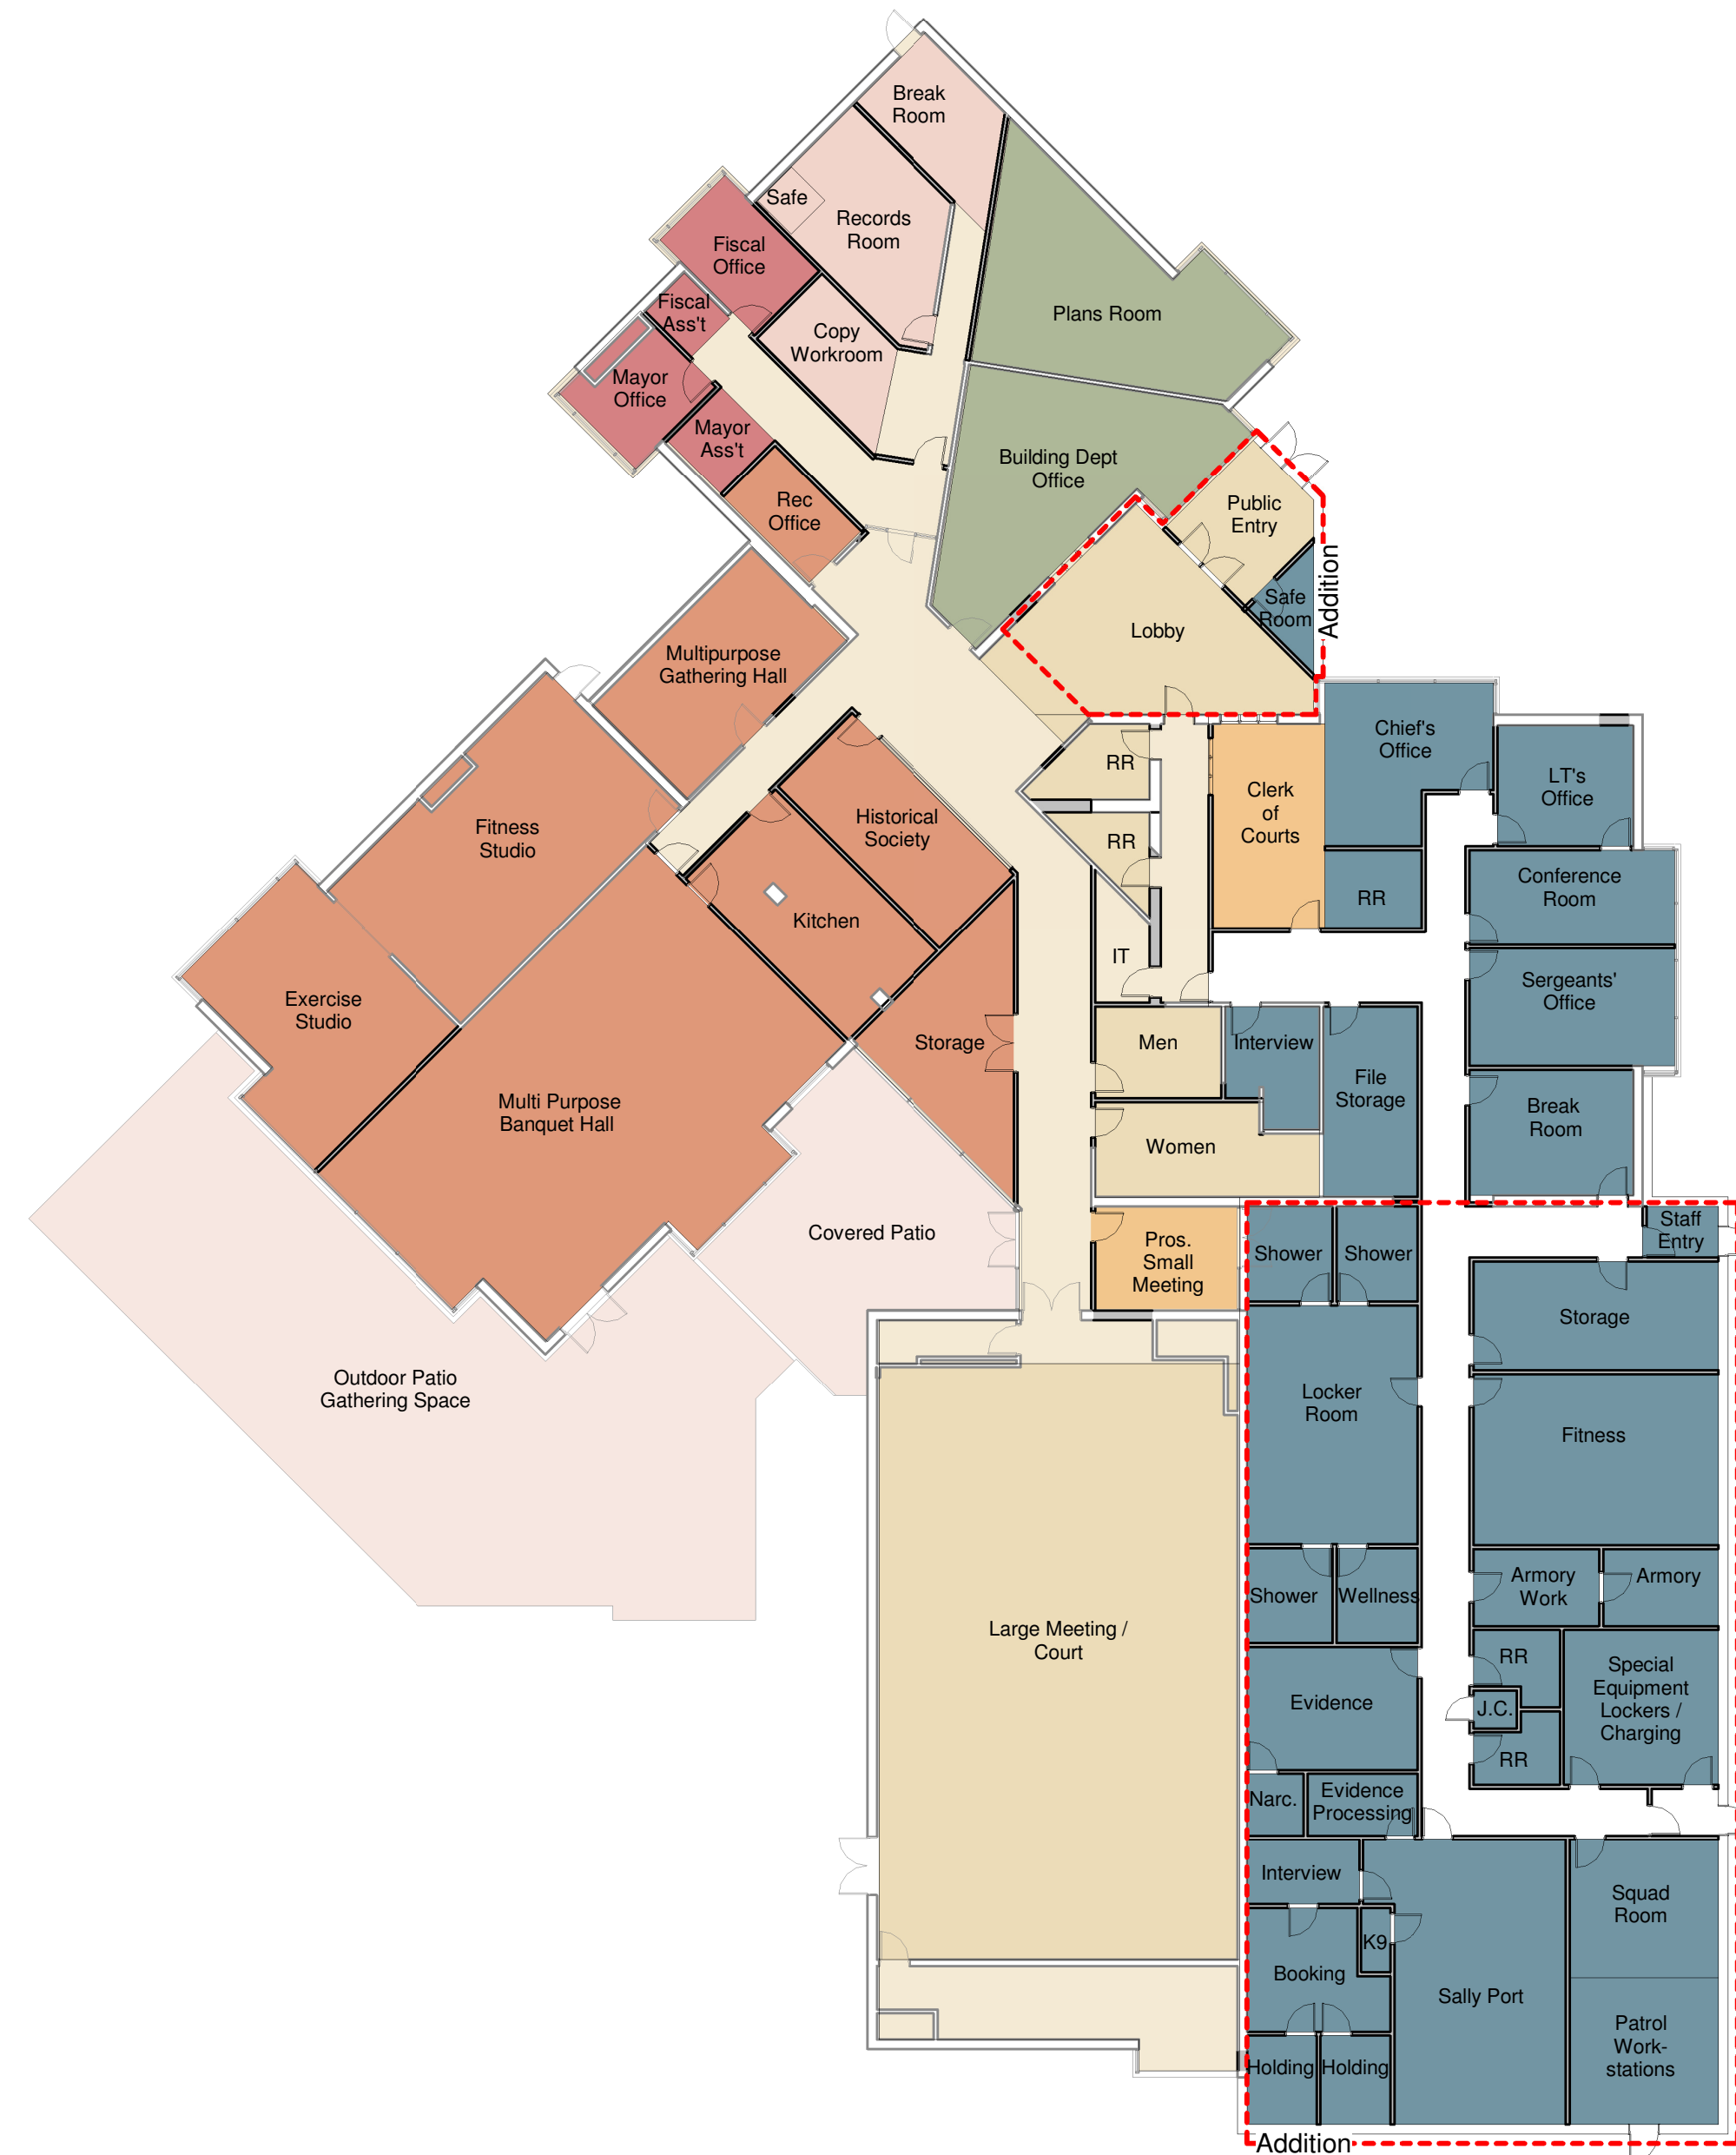 Break
Room
Safe
Records
Room
Fiscal
Office
Fiscal
Ass't
Copy
Workroom
Mayor
Office
Mayor
Ass't
Rec
Office
Plans Room
Building Dept
Office
Public
Entry
Safe
Room
Addition
Lobby
Multipurpose
Gathering Hall
Fitness
Studio
Historical
Society
Kitchen
Exercise
Studio
Storage
Multi Purpose
Banquet Hall
Covered Patio
Outdoor Patio
Gathering Space
RR
RR
IT
Clerk
of
Courts
Chief's
Office
RR
LT's
Office
Conference
Room
Sergeants'
Office
Men
Interview
File
Storage
Women
Break
Room
Pros.
Small
Meeting
Shower
Shower
Staff
Entry
Storage
Locker
Room
Fitness
Shower
Wellness
Armory
Work
Armory
Large Meeting /
Court
Evidence
RR
J.C.
RR
Special
Equipment
Lockers /
Charging
Narc.
Evidence
Processing
Interview
K9
Booking
Sally Port
Squad
Room
Patrol
Work-
stations
Holding
Holding
Addition